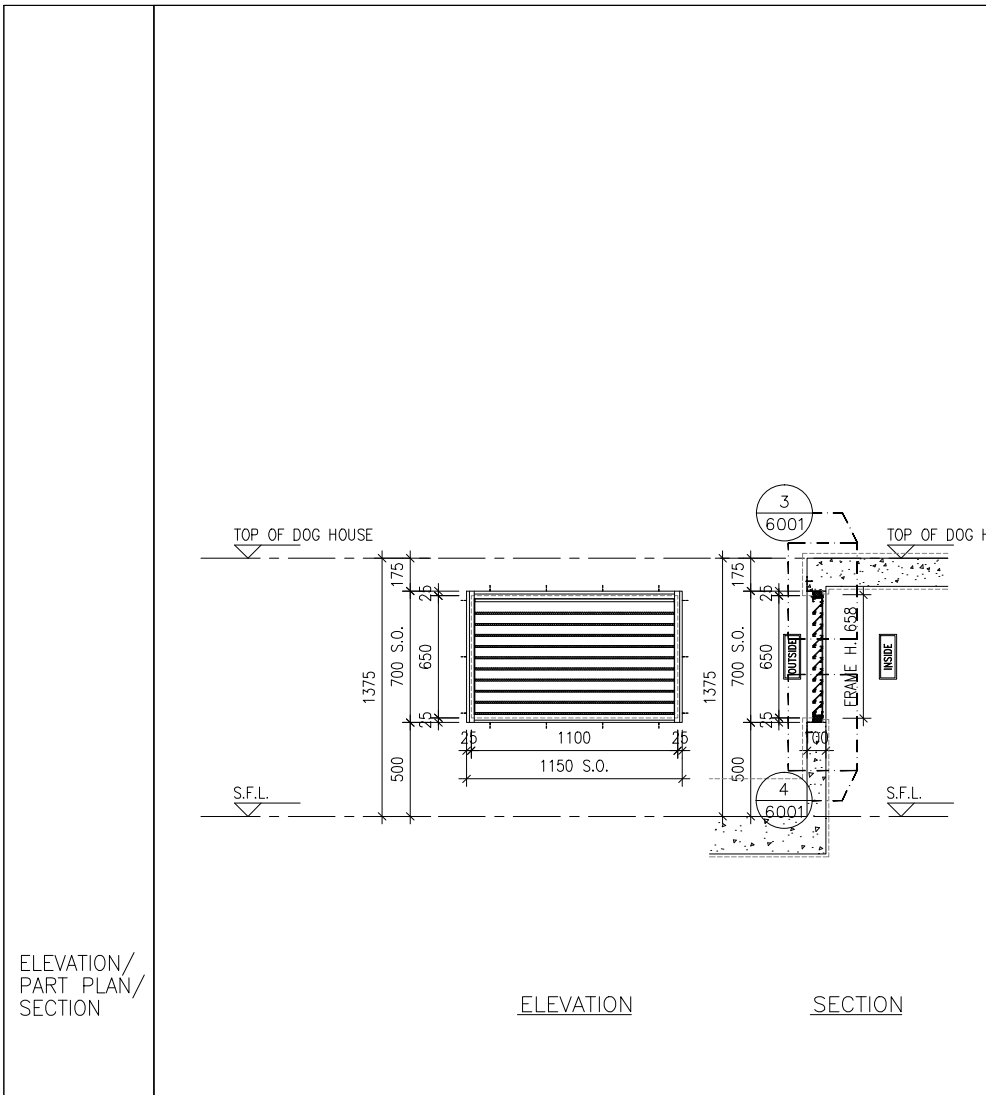 3
6001
TOP OF DOG HOUSE
TOP OF DOG H
175
25
1375
700 S.O.
650
25
500
25
1100
25
1150 S.O.
175
25
1375
700 S.O.
650
25
500
OUTSIDE
FRAME H. 658
INSIDE
100
S.F.L.
4
6001
S.F.L.
ELEVATION/
PART PLAN/
SECTION
ELEVATION
SECTION